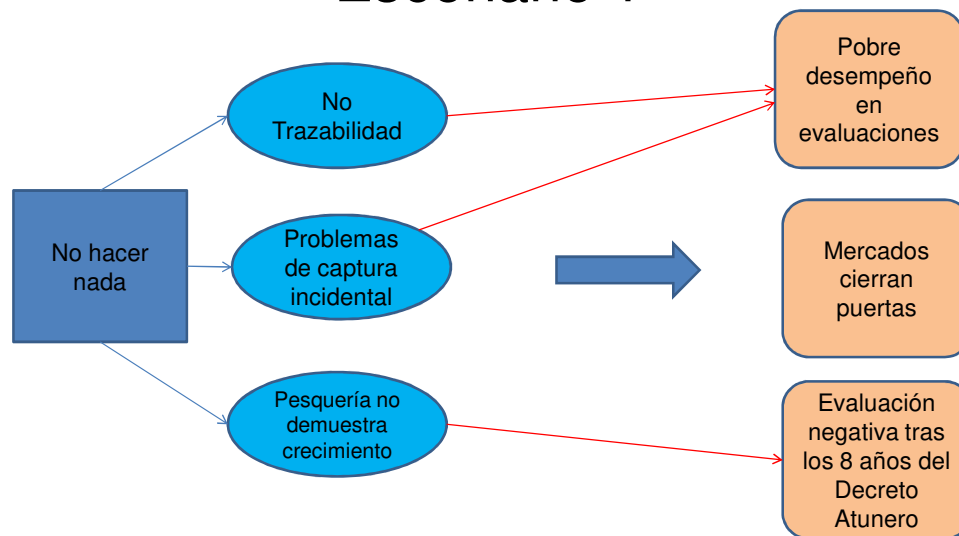 No
Trazabilidad
Pobre
desempeño
en
evaluaciones
No hacer
nada
Problemas
de captura
incidental
Mercados
cierran
puertas
Pesquería no
demuestra
crecimiento
Evaluación
negativa tras
los 8 años del
Decreto
Atunero